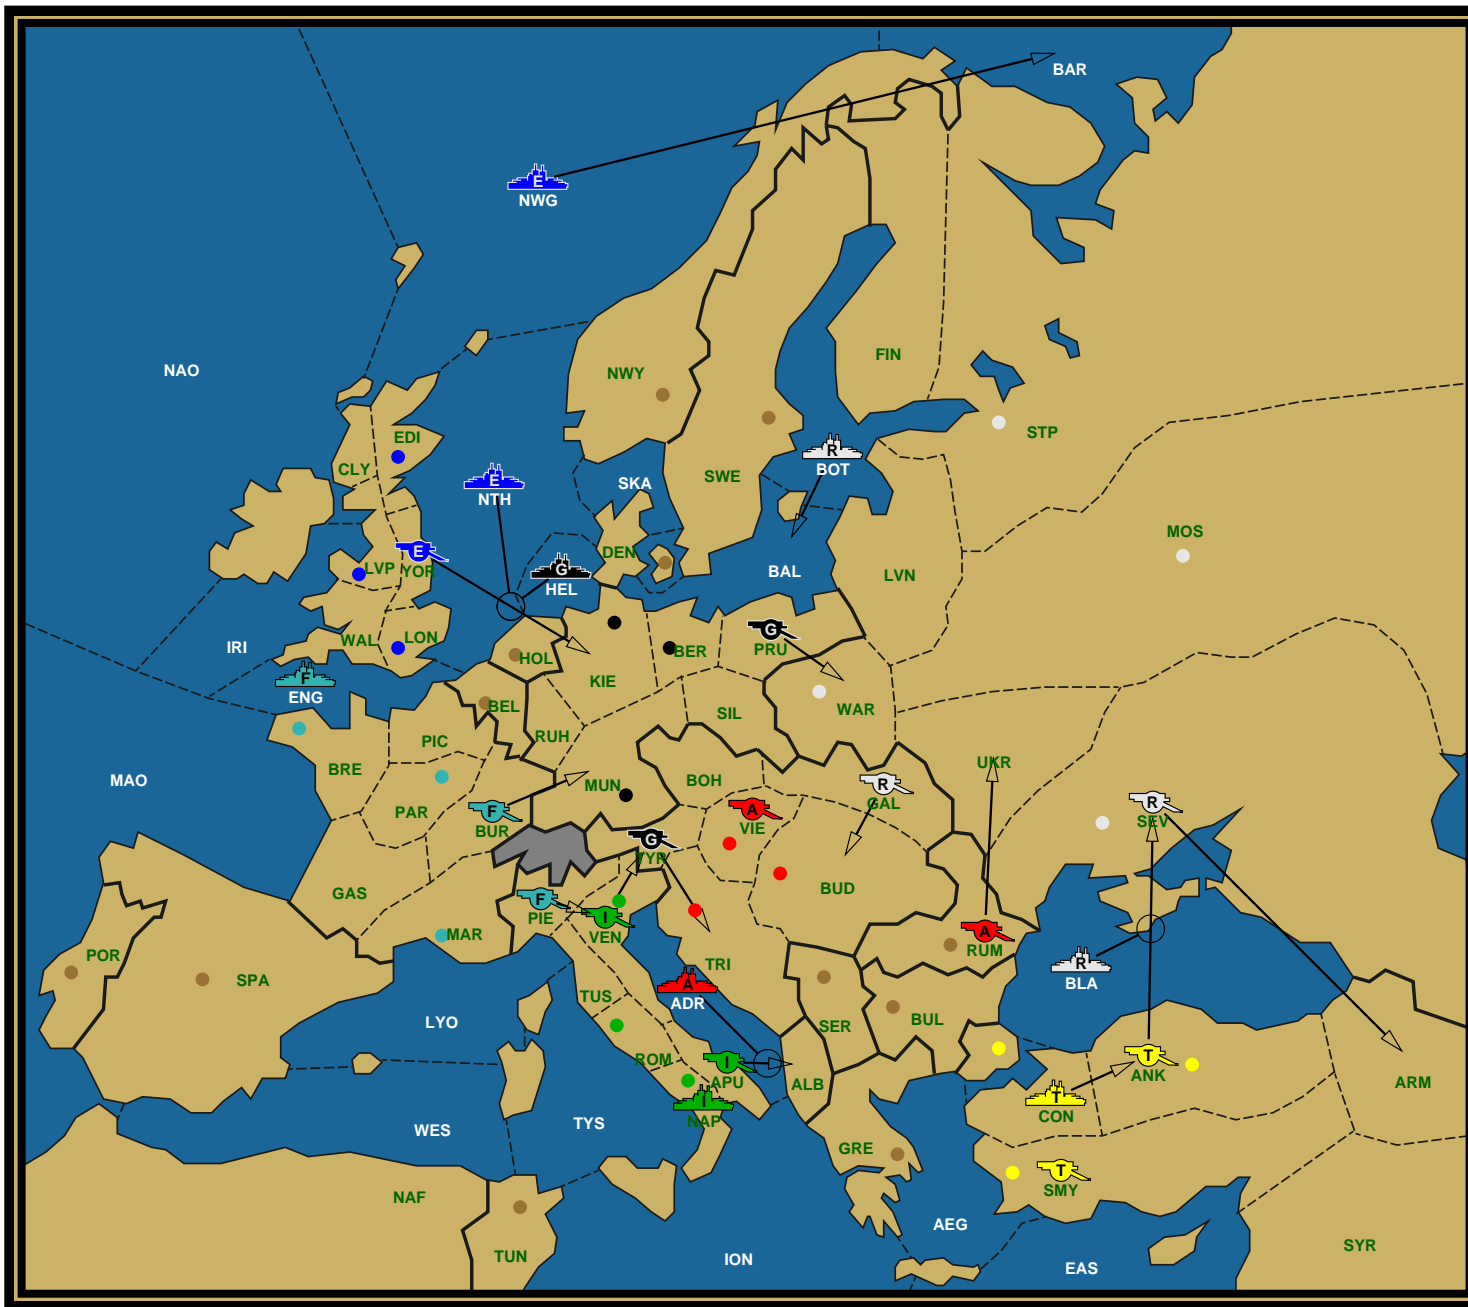 BAR
E
NWG
NAO
NWY
FIN
EDI
STP
CLY
R
BOT
SWE
E
NTH
SKA
MOS
E
YOR
LVP
G
HEL
DEN
BAL
LVN
IRI
WAL
LON
HOL
G
PRU
BER
KIE
F
ENG
BEL
SIL
WAR
RUH
PIC
BRE
MAO
UKR
MUN
BOH
R
GAL
PAR
F
BUR
A
VIE
R
SEV
G
TYR
GAS
BUD
F
PIE
I
VEN
MAR
A
RUM
POR
SPA
TRI
R
BLA
A
ADR
TUS
LYO
SER
BUL
ROM
I
APU
ALB
T
ANK
ARM
T
CON
I
NAP
WES
TYS
GRE
T
SMY
NAF
AEG
TUN
ION
EAS
SYR